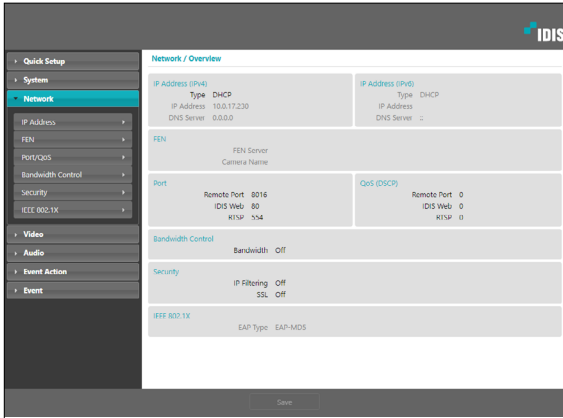 IDIS
Quick Setup
System
Network
IP Address
FEN
Port/QoS
Bandwidth Control
Security
IEEE 802.1X
Video
Audio
Event Action
Event
Network / Overview
IP Address (IPv4)
Type DHCP
IP Address 10.0.17.230
DNS Server 0.0.0.0
IP Address (IPv6)
Type DHCP
IP Address
DNS Server ::
FEN
FEN Server
Camera Name
Port
Remote Port 8016
IDIS Web 80
RTSP 554
QoS (DSCP)
Remote Port 0
IDIS Web 0
RTSP 0
Bandwidth Control
Bandwidth Off
Security
IP Filtering Off
SSL Off
IEEE 802.1X
EAP Type EAP-MD5
Save